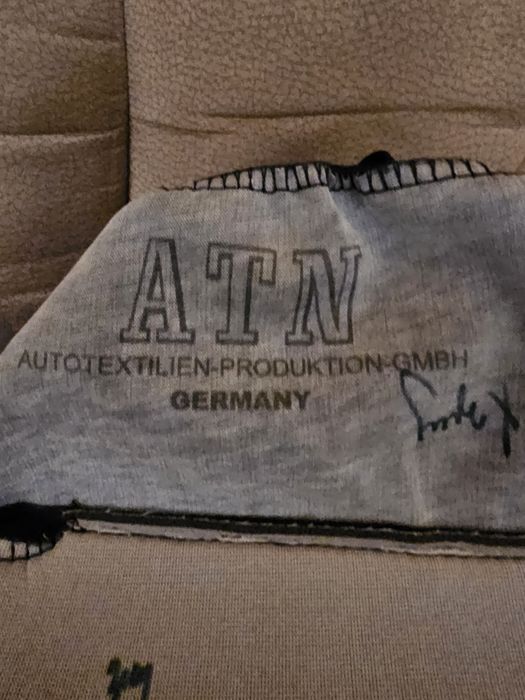 ATN
AUTOTEXTILIEN-PRODUKTION-GMBH
GERMANY